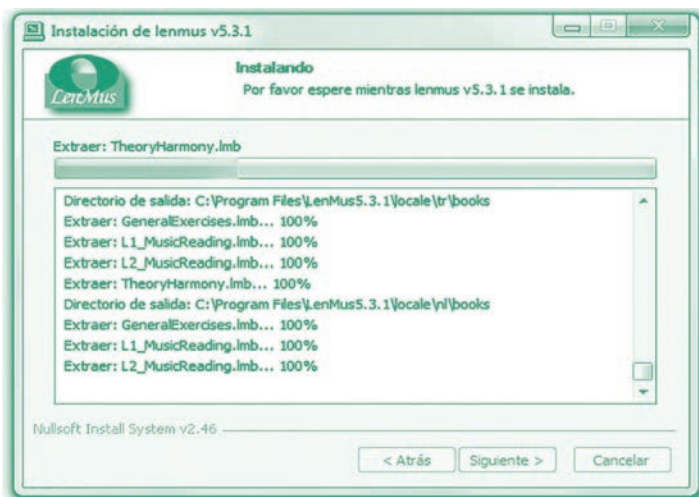 Instalación de lenmus v5.3.1
LenMus
Instalando
Por favor espere mientras lenmus v5.3.1 se instala.
Extraer: TheoryHarmony.lmb
Directorio de salida: C:\Program Files\LenMus5.3.1\locale\tr\books
Extraer: GeneralExercises.lmb... 100%
Extraer: L1_MusicReading.lmb... 100%
Extraer: L2_MusicReading.lmb... 100%
Extraer: TheoryHarmony.lmb... 100%
Directorio de salida: C:\Program Files\LenMus5.3.1\locale\nl\books
Extraer: GeneralExercises.lmb... 100%
Extraer: L1_MusicReading.lmb... 100%
Extraer: L2_MusicReading.lmb... 100%
Nullsoft Install System v2.46
< Atrás Siguiente > Cancelar